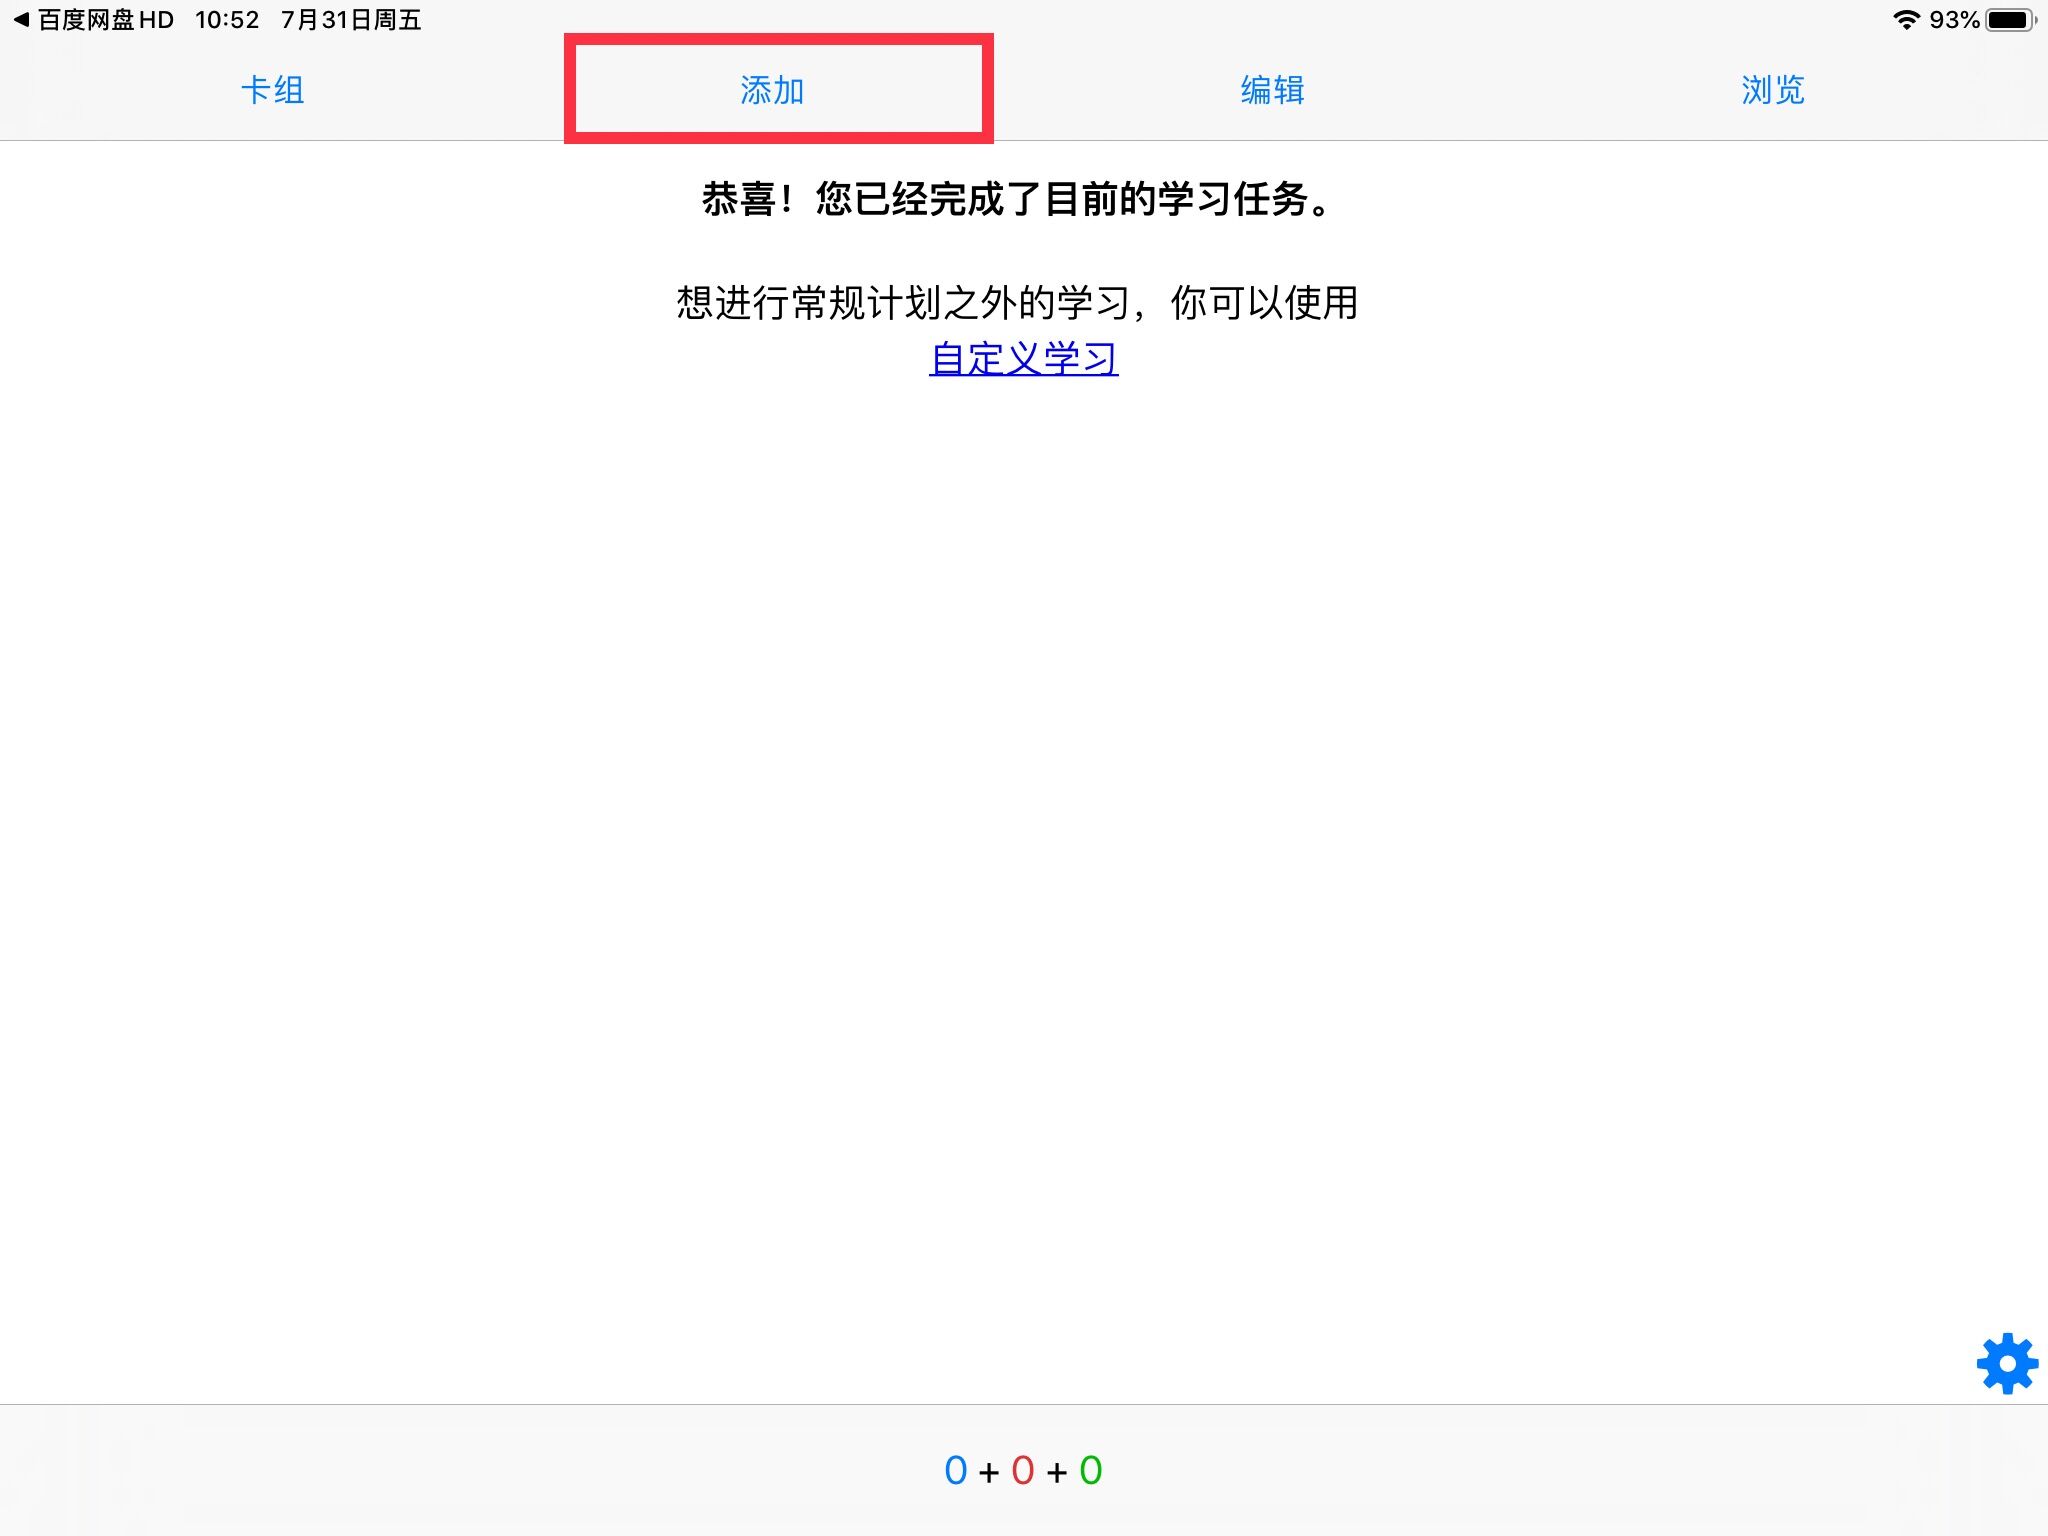 百度网盘HD 10:52 7月31日周五 93%
卡组 添加 编辑 浏览
恭喜！您已经完成了目前的学习任务。
想进行常规计划之外的学习，你可以使用
自定义学习
0 + 0 + 0